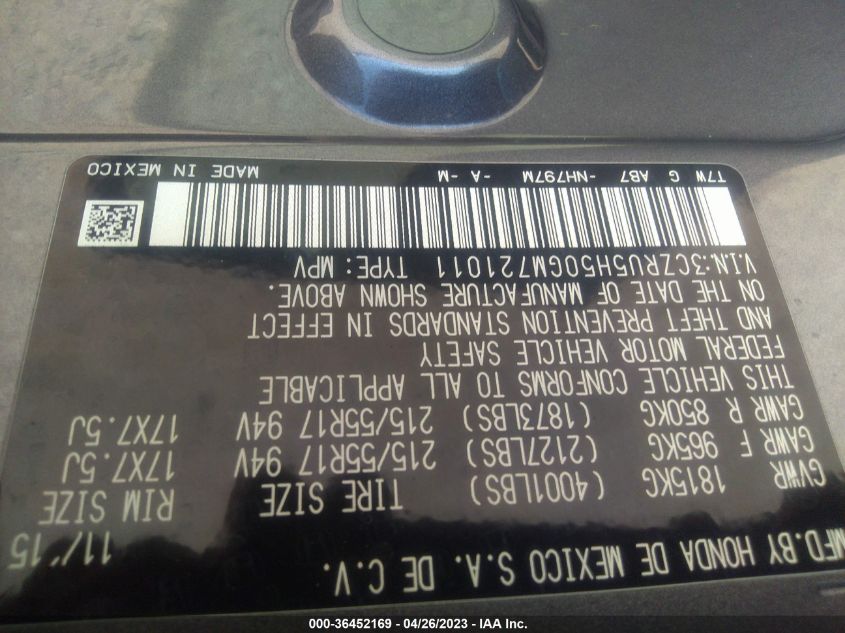 MFD.BY HONDA DE MEXICO S.A. DE C.V. 11/'15
GVWR 1815KG (4001LBS) TIRE SIZE RIM SIZE
GAWR F 965KG (2127LBS) 215/55R17 94V 17X7.5J
GAWR R 850KG (1873LBS) 215/55R17 94V 17X7.5J
THIS VEHICLE CONFORMS TO ALL APPLICABLE
FEDERAL MOTOR VEHICLE SAFETY
AND THEFT PREVENTION STANDARDS IN EFFECT
ON THE DATE OF MANUFACTURE SHOWN ABOVE.
V.I.N:3CZRU5H50GM721011 TYPE: MPV
T7W G AB7 -NH797M -A -M MADE IN MEXICO
000-36452169 - 04/26/2023 - IAA Inc.